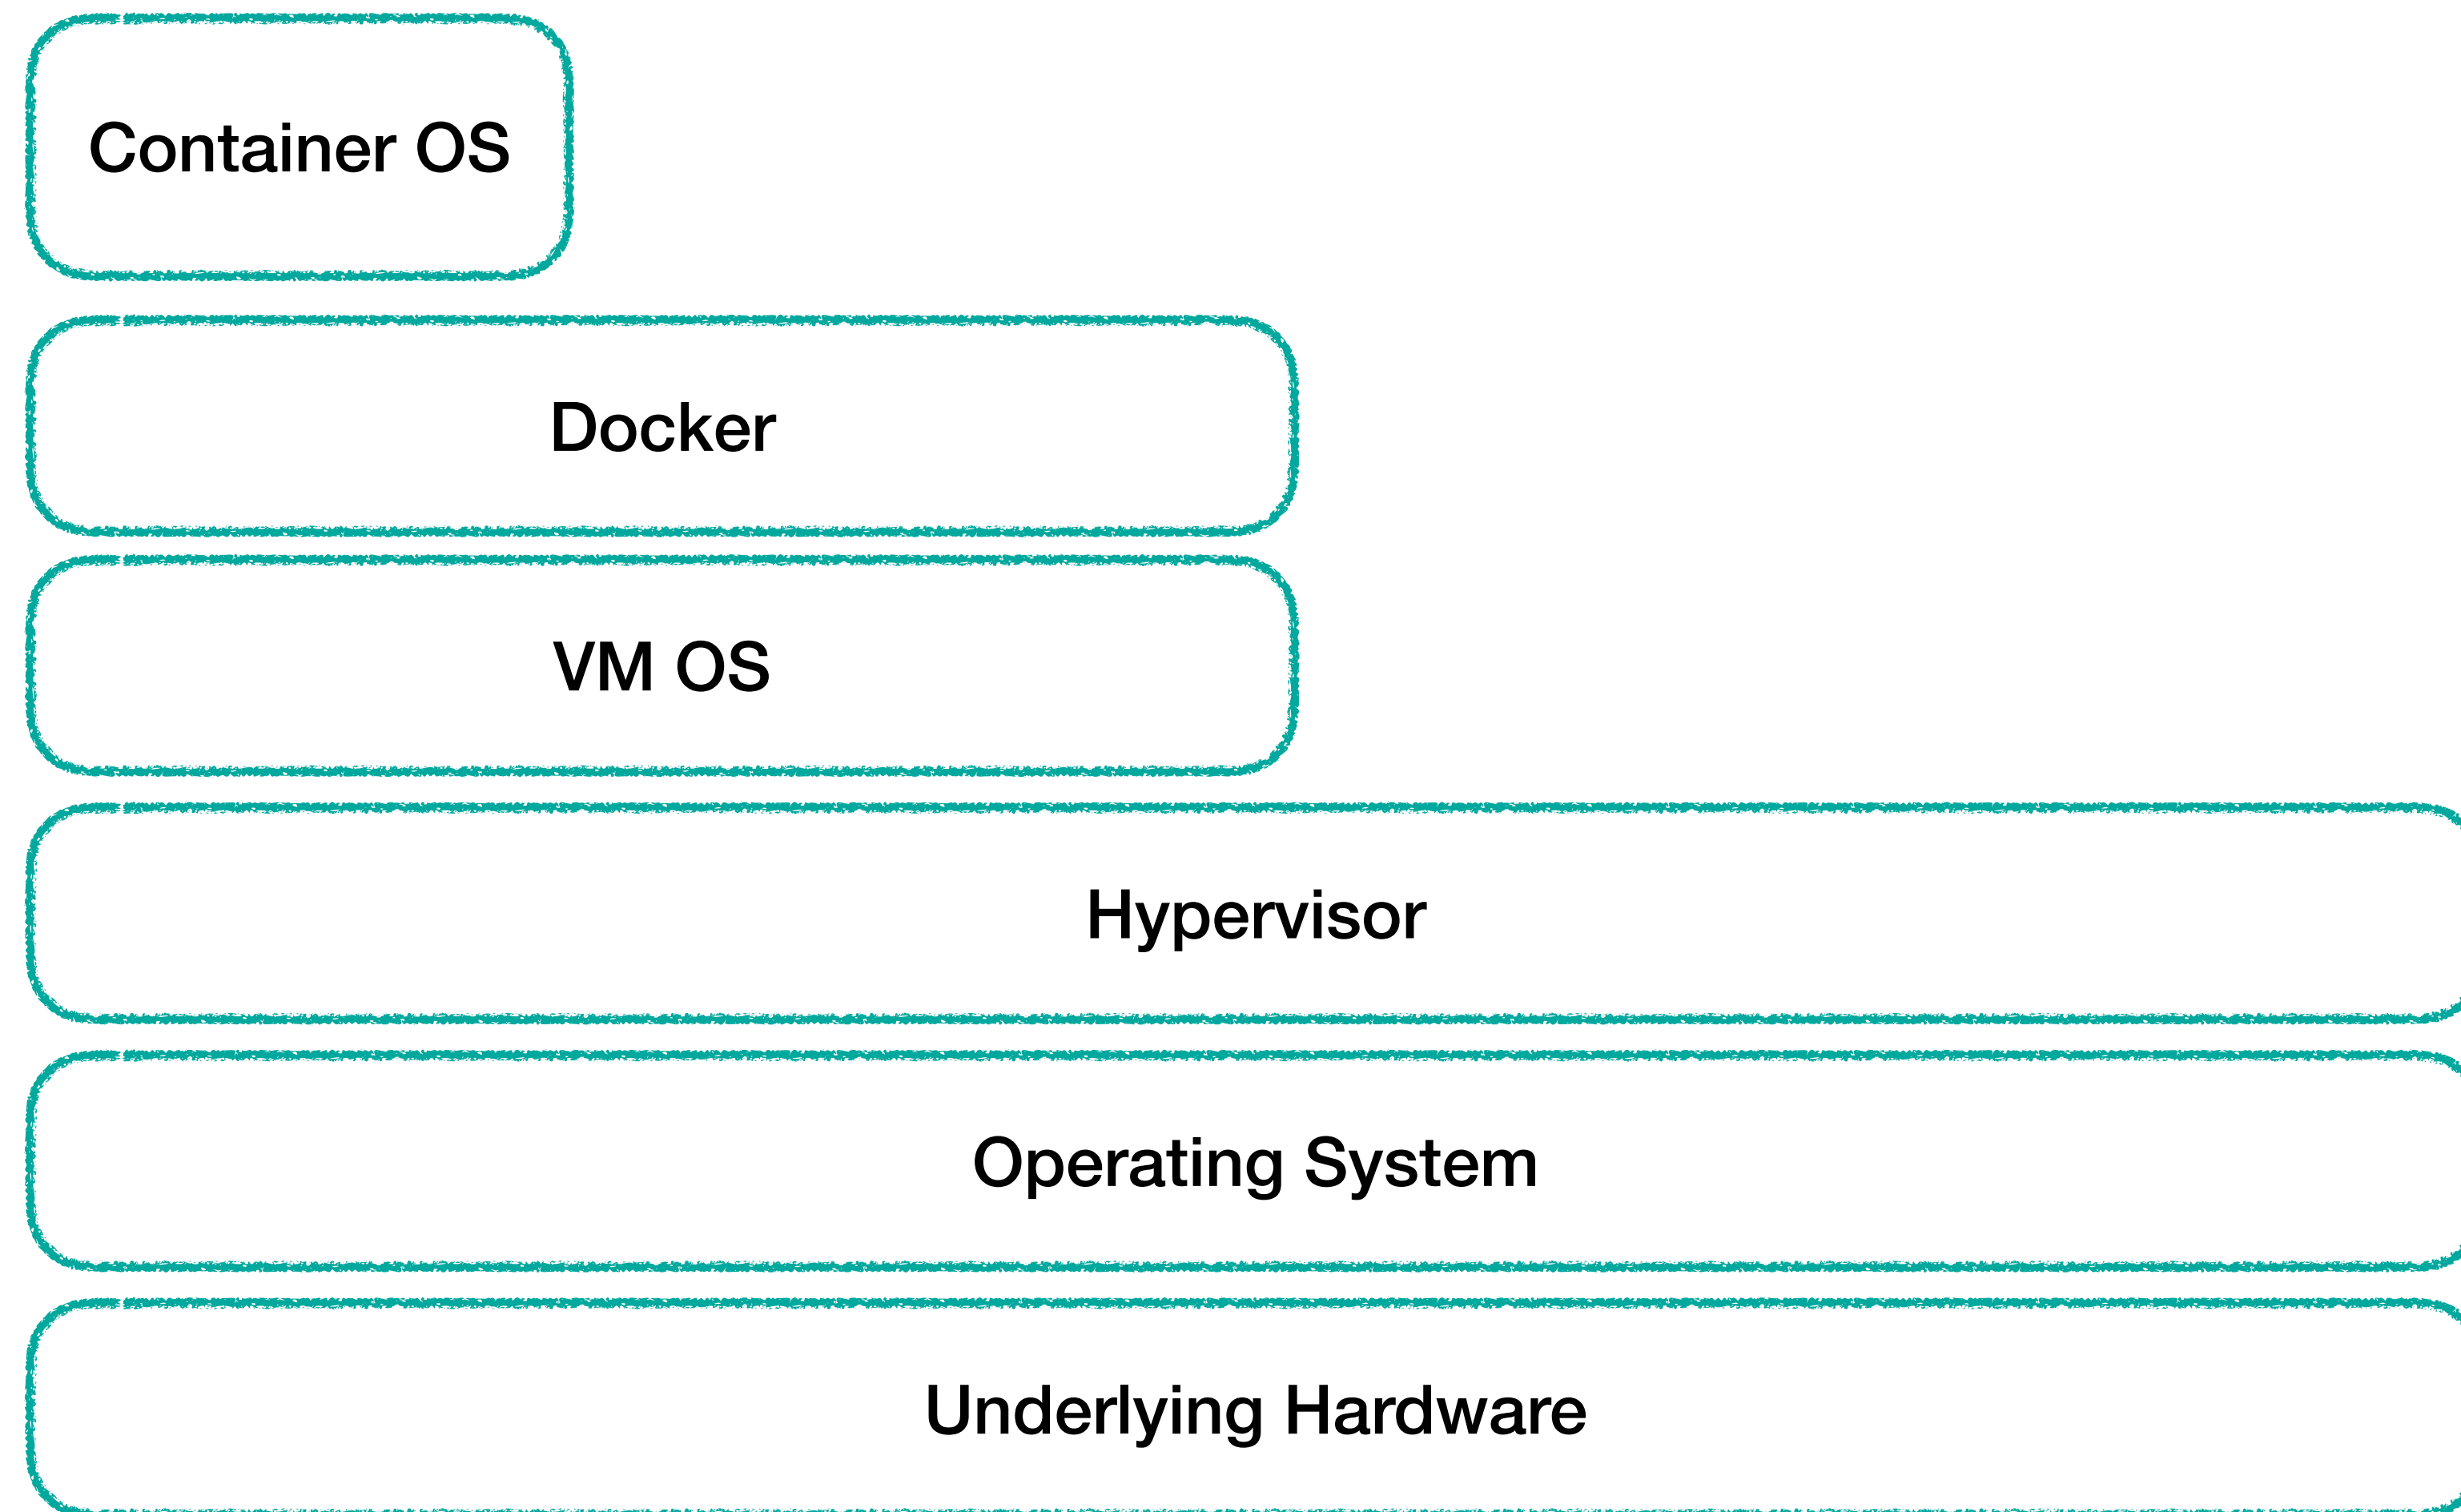 Container OS
Docker
VM OS
Hypervisor
Operating System
Underlying Hardware